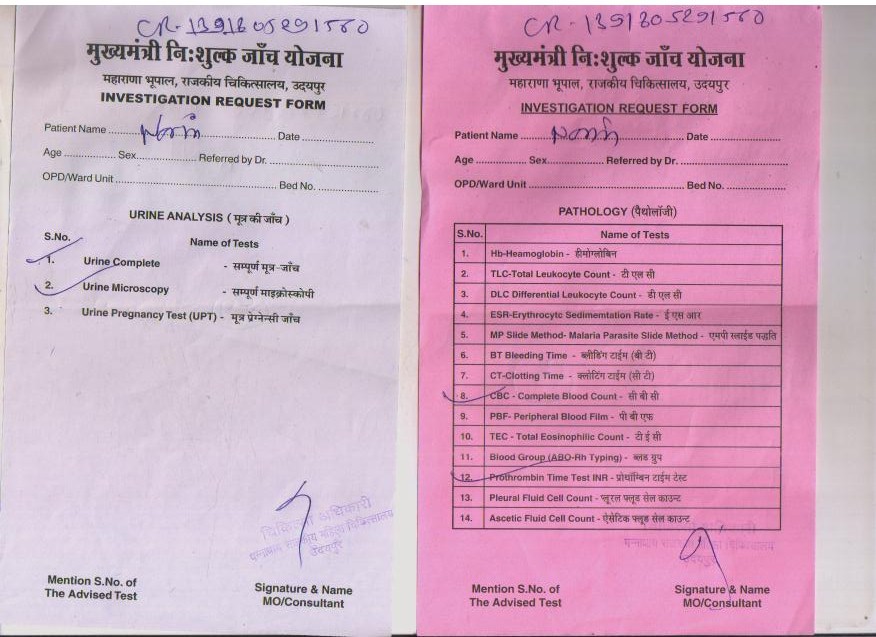 CR-1391305291560
मुख्यमंत्री नि:शुल्क जाँच योजना
महाराणा भूपाल, राजकीय चिकित्सालय, उदयपुर
INVESTIGATION REQUEST FORM
Patient Name ........ Date ........
Age ........ Sex ........ Referred by Dr. ........
OPD/Ward Unit ........ Bed No. ........
URINE ANALYSIS (मूत्र की जाँच)
S.No. Name of Tests
1. Urine Complete - सम्पूर्ण मूत्र-जाँच
2. Urine Microscopy - सम्पूर्ण माइक्रोस्कोपी
3. Urine Pregnancy Test (UPT) - मूत्र प्रेग्नेन्सी जाँच
चिकित्सा अधिकारी
उदयपुर
Mention S.No. of
The Advised Test
Signature & Name
MO/Consultant
CR-1391305291560
मुख्यमंत्री नि:शुल्क जाँच योजना
महाराणा भूपाल, राजकीय चिकित्सालय, उदयपुर
INVESTIGATION REQUEST FORM
Patient Name ........ Date ........
Age ........ Sex ........ Referred by Dr. ........
OPD/Ward Unit ........ Bed No. ........
PATHOLOGY (पैथोलॉजी)
S.No. Name of Tests
1. Hb-Heamoglobin - हीमोग्लोबिन
2. TLC-Total Leukocyte Count - टी एल सी
3. DLC Differential Leukocyte Count - डी एल सी
4. ESR-Erythrocytc Sedimemtation Rate - ई एस आर
5. MP Slide Method- Malaria Parasite Slide Method - एमपी स्लाईड पद्धति
6. BT Bleeding Time - ब्लीडिंग टाईम (बी टी)
7. CT-Clotting Time - क्लोटिंग टाईम (सी टी)
8. CBC - Complete Blood Count - सी बी सी
9. PBF- Peripheral Blood Film - पी बी एफ
10. TEC - Total Eosinophilic Count - टी ई सी
11. Blood Group (ABO-Rh Typing) - ब्लड ग्रुप
12. Prothrombin Time Test INR - प्रोथॉम्बिन टाईम टेस्ट
13. Pleural Fluid Cell Count - प्लूरल फ्लूड सेल काउन्ट
14. Ascetic Fluid Cell Count - ऐसेटिक फ्लूड सेल काउन्ट
उदयपुर
Mention S.No. of
The Advised Test
Signature & Name
MO/Consultant